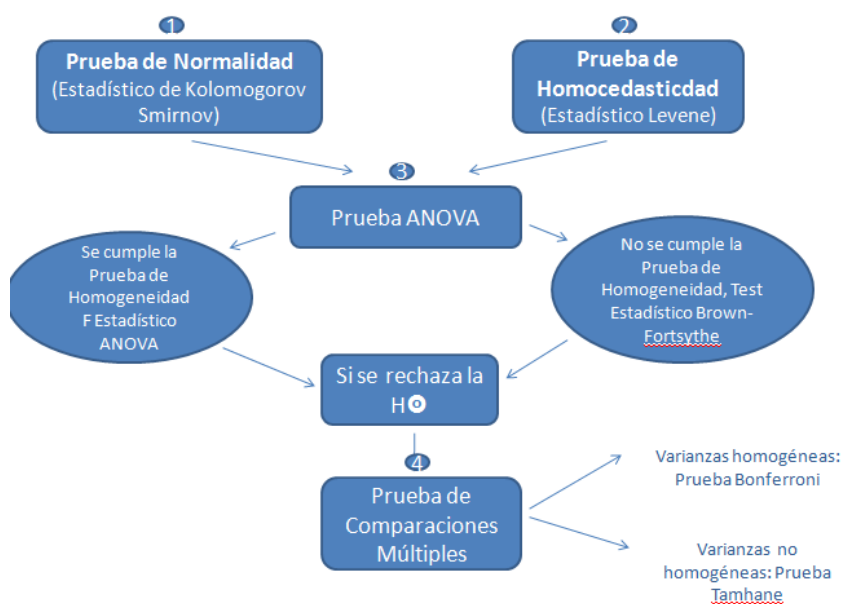 1
Prueba de Normalidad
(Estadístico de Kolomogorov
Smirnov)
2
Prueba de
Homocedasticdad
(Estadístico Levene)
3
Prueba ANOVA
Se cumple la
Prueba de
Homogeneidad
F Estadístico
ANOVA
No se cumple la
Prueba de
Homogeneidad, Test
Estadístico Brown-
Fortsythe
Si se rechaza la
H0
4
Prueba de
Comparaciones
Múltiples
Varianzas homogéneas:
Prueba Bonferroni
Varianzas no
homogéneas: Prueba
Tamhane